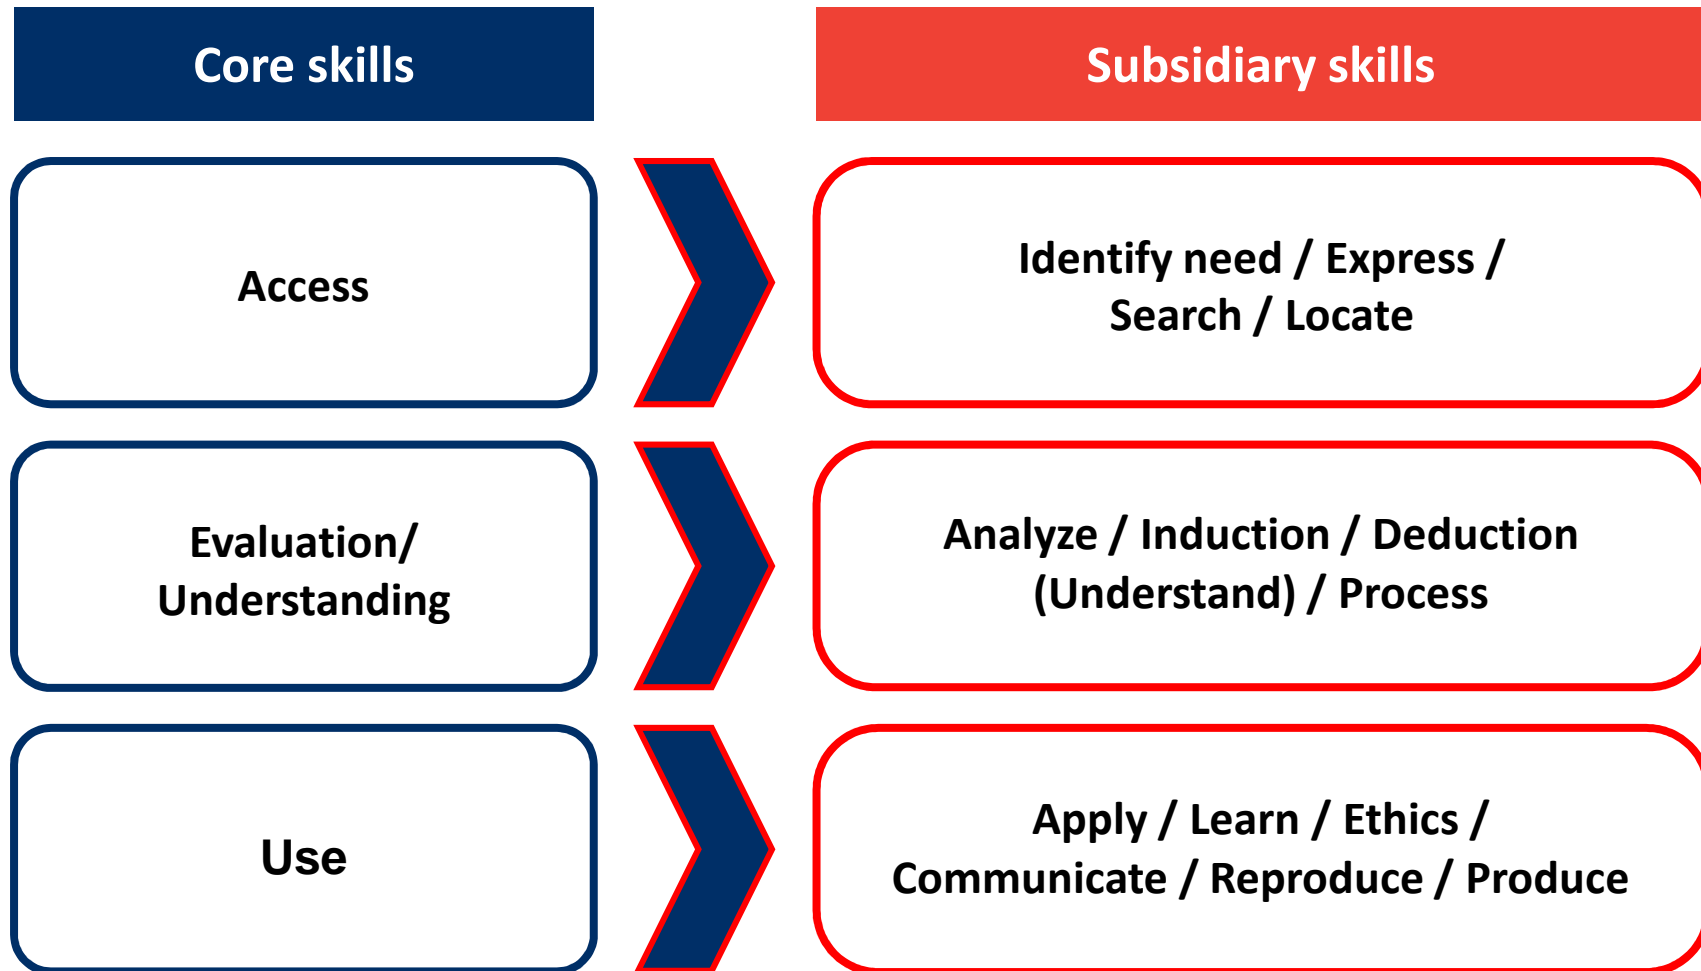 Core skills
Subsidiary skills
Access
Identify need / Express /
Search / Locate
Evaluation/
Understanding
Analyze / Induction / Deduction
(Understand) / Process
Use
Apply / Learn / Ethics /
Communicate / Reproduce / Produce